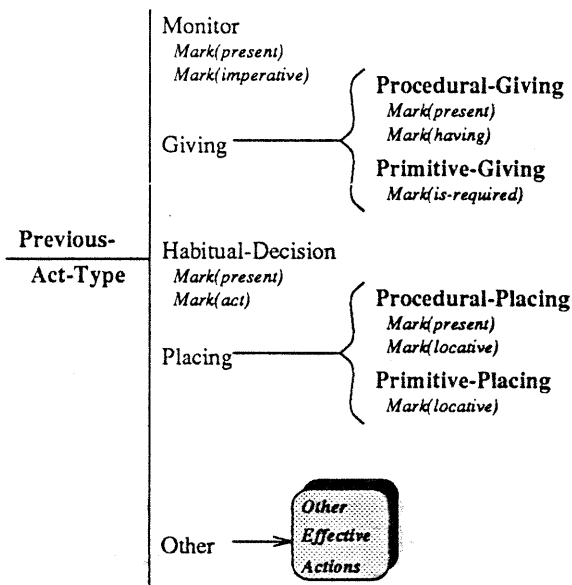 Monitor
Mark(present)
Mark(imperative)
Procedural-Giving
Mark(present)
Mark(having)
Giving
Primitive-Giving
Mark(is-required)
Previous-
Act-Type
Habitual-Decision
Mark(present)
Mark(act)
Procedural-Placing
Mark(present)
Mark(locative)
Placing
Primitive-Placing
Mark(locative)
Other
Other
Effective
Actions